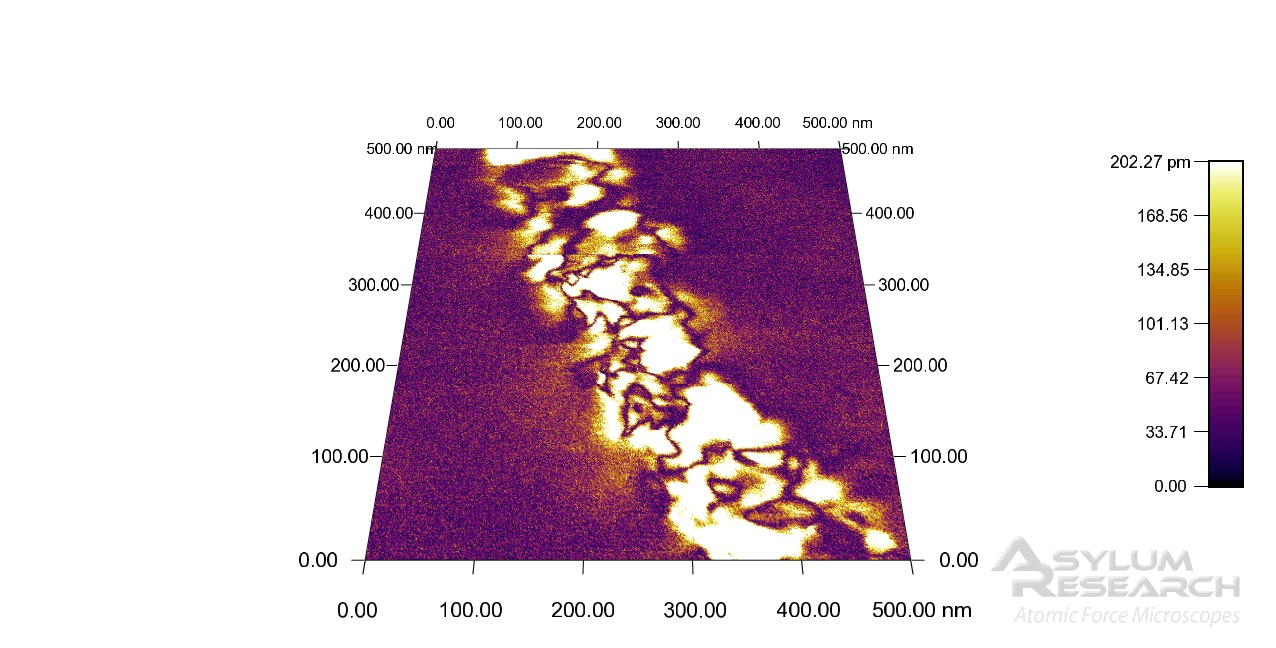 0.00 100.00 200.00 300.00 400.00 500.00 nm
500.00 nm 500.00 nm
202.27 pm
168.56
400.00 400.00
134.85
300.00 300.00
101.13
200.00 200.00
67.42
33.71
100.00 100.00
0.00
0.00 0.00
ASYLUM
RESEARCH
Atomic Force Microscopes
0.00 100.00 200.00 300.00 400.00 500.00 nm